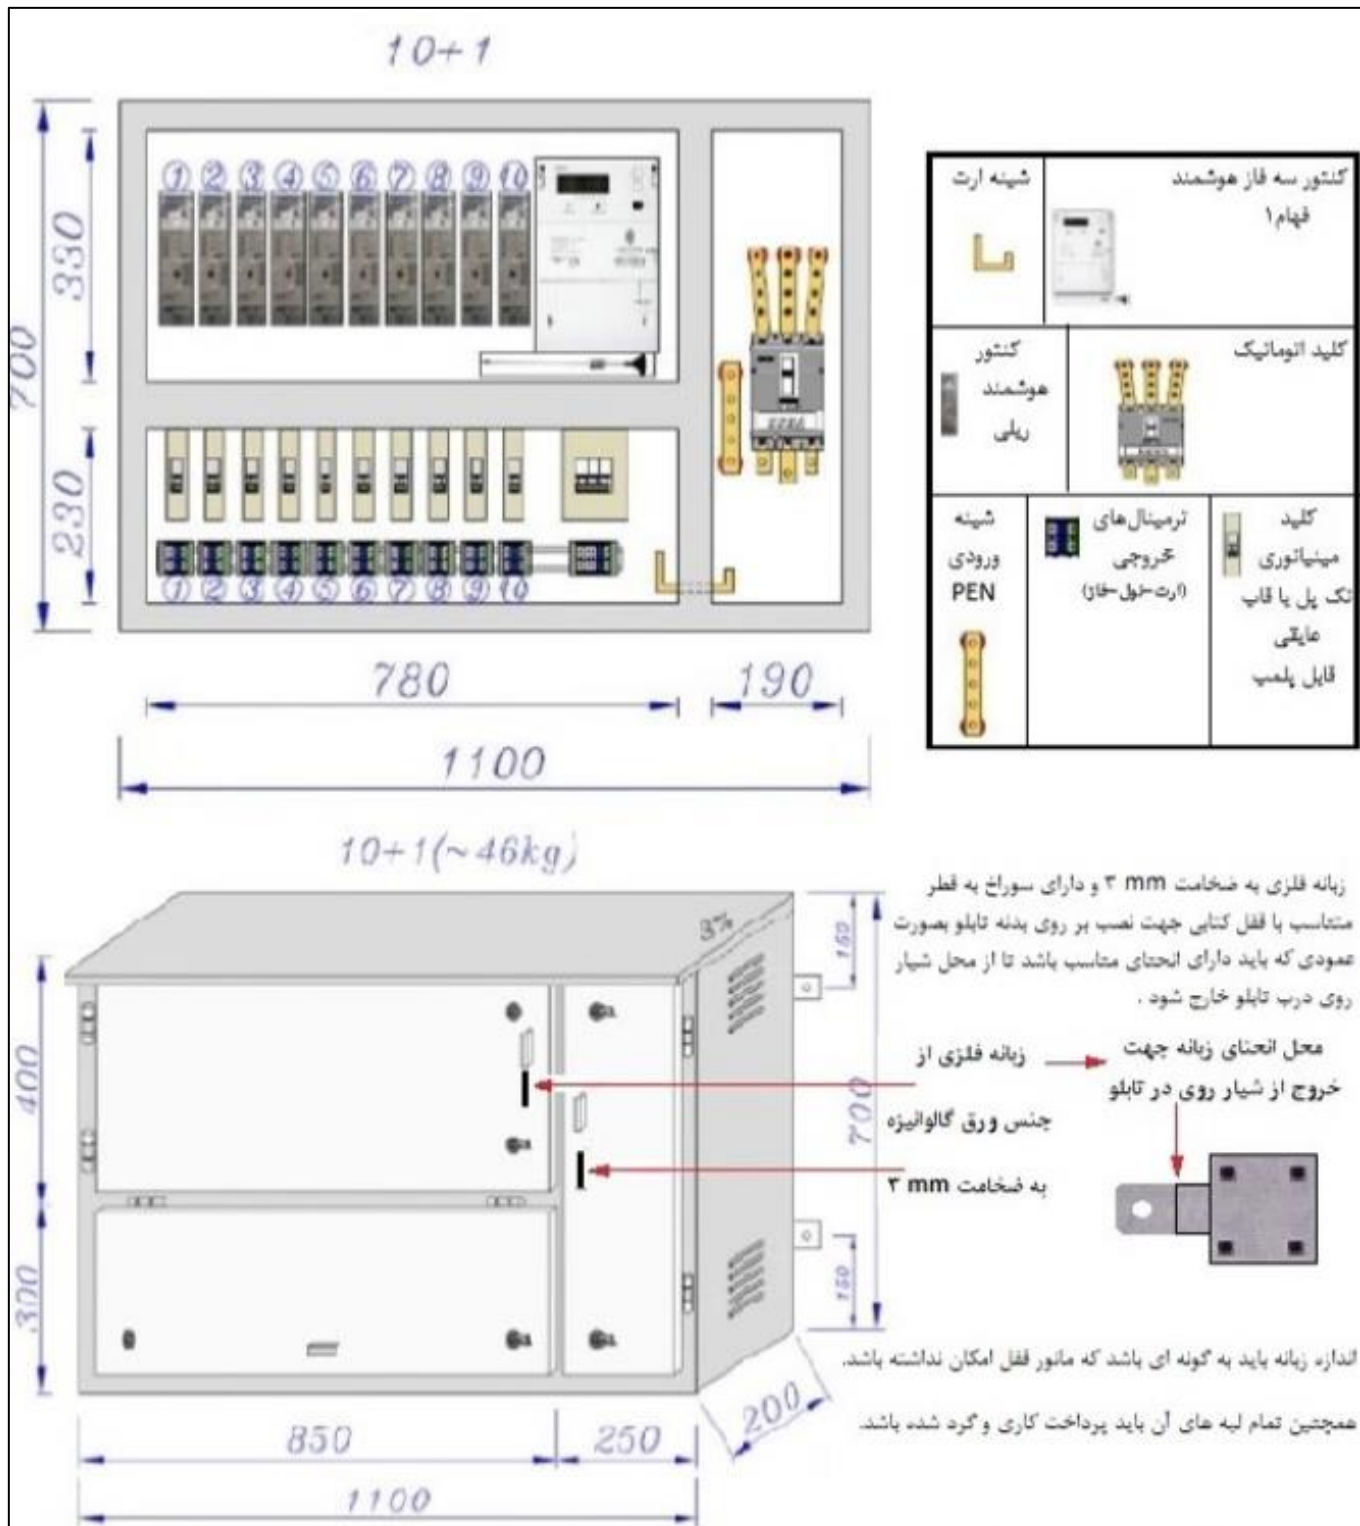 10+1
700
330
230
1 2 3 4 5 6 7 8 9 10
1 2 3 4 5 6 7 8 9 10
780
190
1100
کنتور سه فاز هوشمند
فهام۱
شینه ارت
کلید اتوماتیک
کنتور
هوشمند
ریلی
کلید
مینیاتوری
تک پل با قاب
عایقی
قابل پلمپ
ترمینال‌های
خروجی
(ارت-نول-فاز)
شینه
ورودی
PEN
10+1(~46kg)
3%
150
400
700
300
150
200
850
250
1100
زبانه فلزی به ضخامت ۳ mm و دارای سوراخ به قطر
متناسب با قفل کتابی جهت نصب بر روی بدنه تابلو بصورت
عمودی که باید دارای انحنای مناسب باشد تا از محل شیار
روی درب تابلو خارج شود .
محل انحنای زبانه جهت
خروج از شیار روی در تابلو
زبانه فلزی از
جنس ورق گالوانیزه
به ضخامت ۳ mm
اندازه زبانه باید به گونه ای باشد که مانور قفل امکان نداشته باشد.
همچنین تمام لبه های آن باید پرداخت کاری و گرد شده باشد.